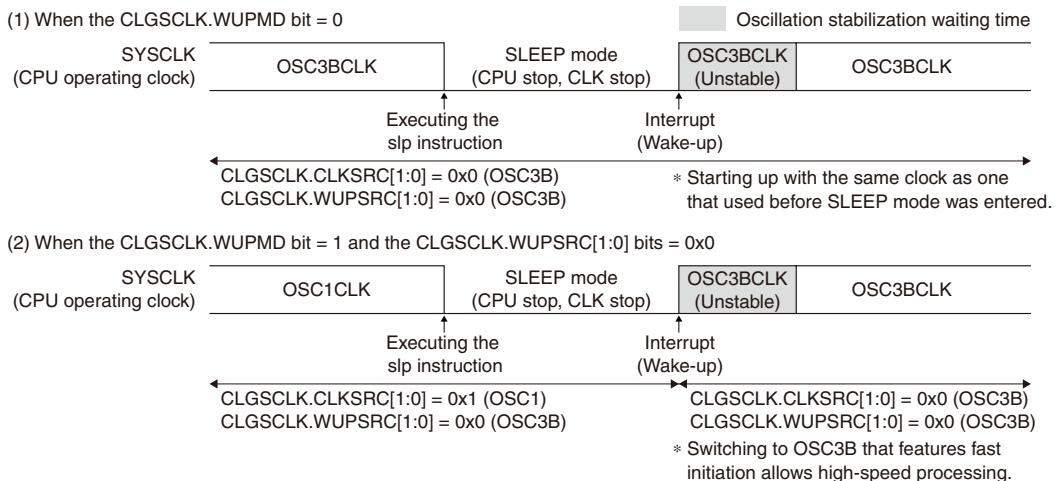 (1) When the CLGSCLK.WUPMD bit = 0
Oscillation stabilization waiting time
SYSCLK
(CPU operating clock)
OSC3BCLK
SLEEP mode
(CPU stop, CLK stop)
OSC3BCLK
(Unstable)
OSC3BCLK
Executing the
slp instruction
Interrupt
(Wake-up)
CLGSCLK.CLKSRC[1:0] = 0x0 (OSC3B)
CLGSCLK.WUPSRC[1:0] = 0x0 (OSC3B)
* Starting up with the same clock as one
that used before SLEEP mode was entered.
(2) When the CLGSCLK.WUPMD bit = 1 and the CLGSCLK.WUPSRC[1:0] bits = 0x0
SYSCLK
(CPU operating clock)
OSC1CLK
SLEEP mode
(CPU stop, CLK stop)
OSC3BCLK
(Unstable)
OSC3BCLK
Executing the
slp instruction
Interrupt
(Wake-up)
CLGSCLK.CLKSRC[1:0] = 0x1 (OSC1)
CLGSCLK.WUPSRC[1:0] = 0x0 (OSC3B)
CLGSCLK.CLKSRC[1:0] = 0x0 (OSC3B)
CLGSCLK.WUPSRC[1:0] = 0x0 (OSC3B)
* Switching to OSC3B that features fast
initiation allows high-speed processing.